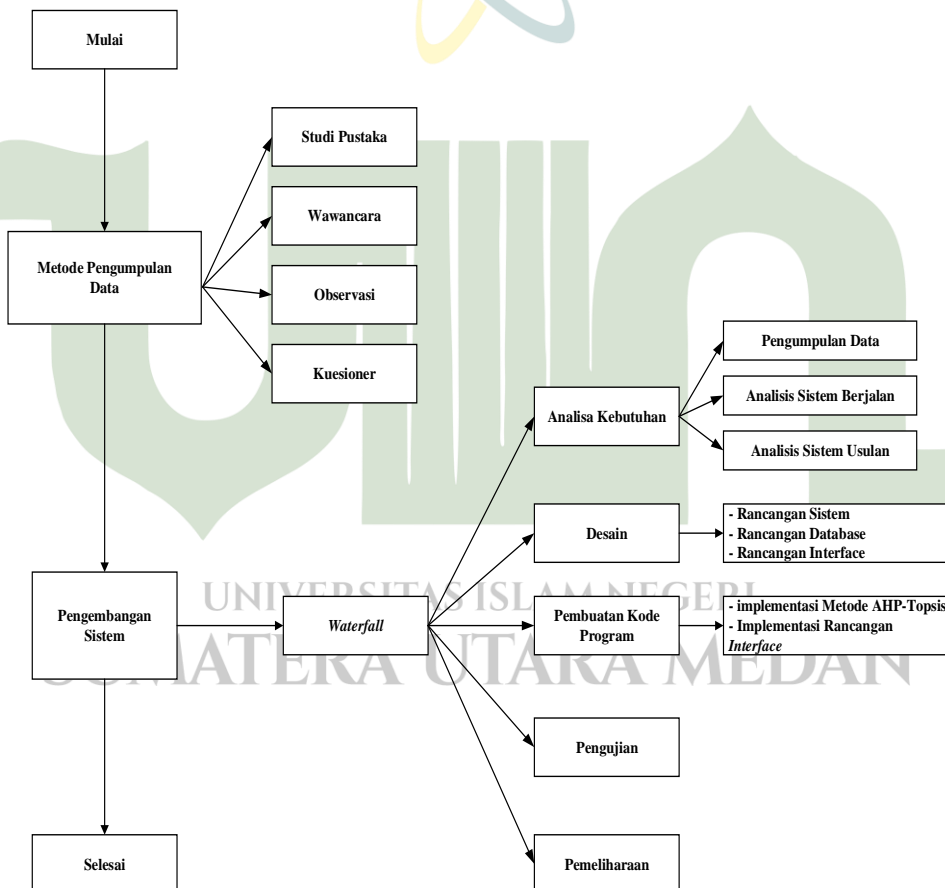 Mulai
Studi Pustaka
Wawancara
Metode Pengumpulan
Data
Observasi
Kuesioner
Pengumpulan Data
Analisa Kebutuhan
Analisis Sistem Berjalan
Analisis Sistem Usulan
Desain
- Rancangan Sistem
- Rancangan Database
- Rancangan Interface
UNIVERSITAS ISLAM NEGERI
SUMATERA UTARA MEDAN
Pengembangan
Sistem
Waterfall
Pembuatan Kode
Program
- implementasi Metode AHP-Topsis
- Implementasi Rancangan
Interface
Pengujian
Selesai
Pemeliharaan